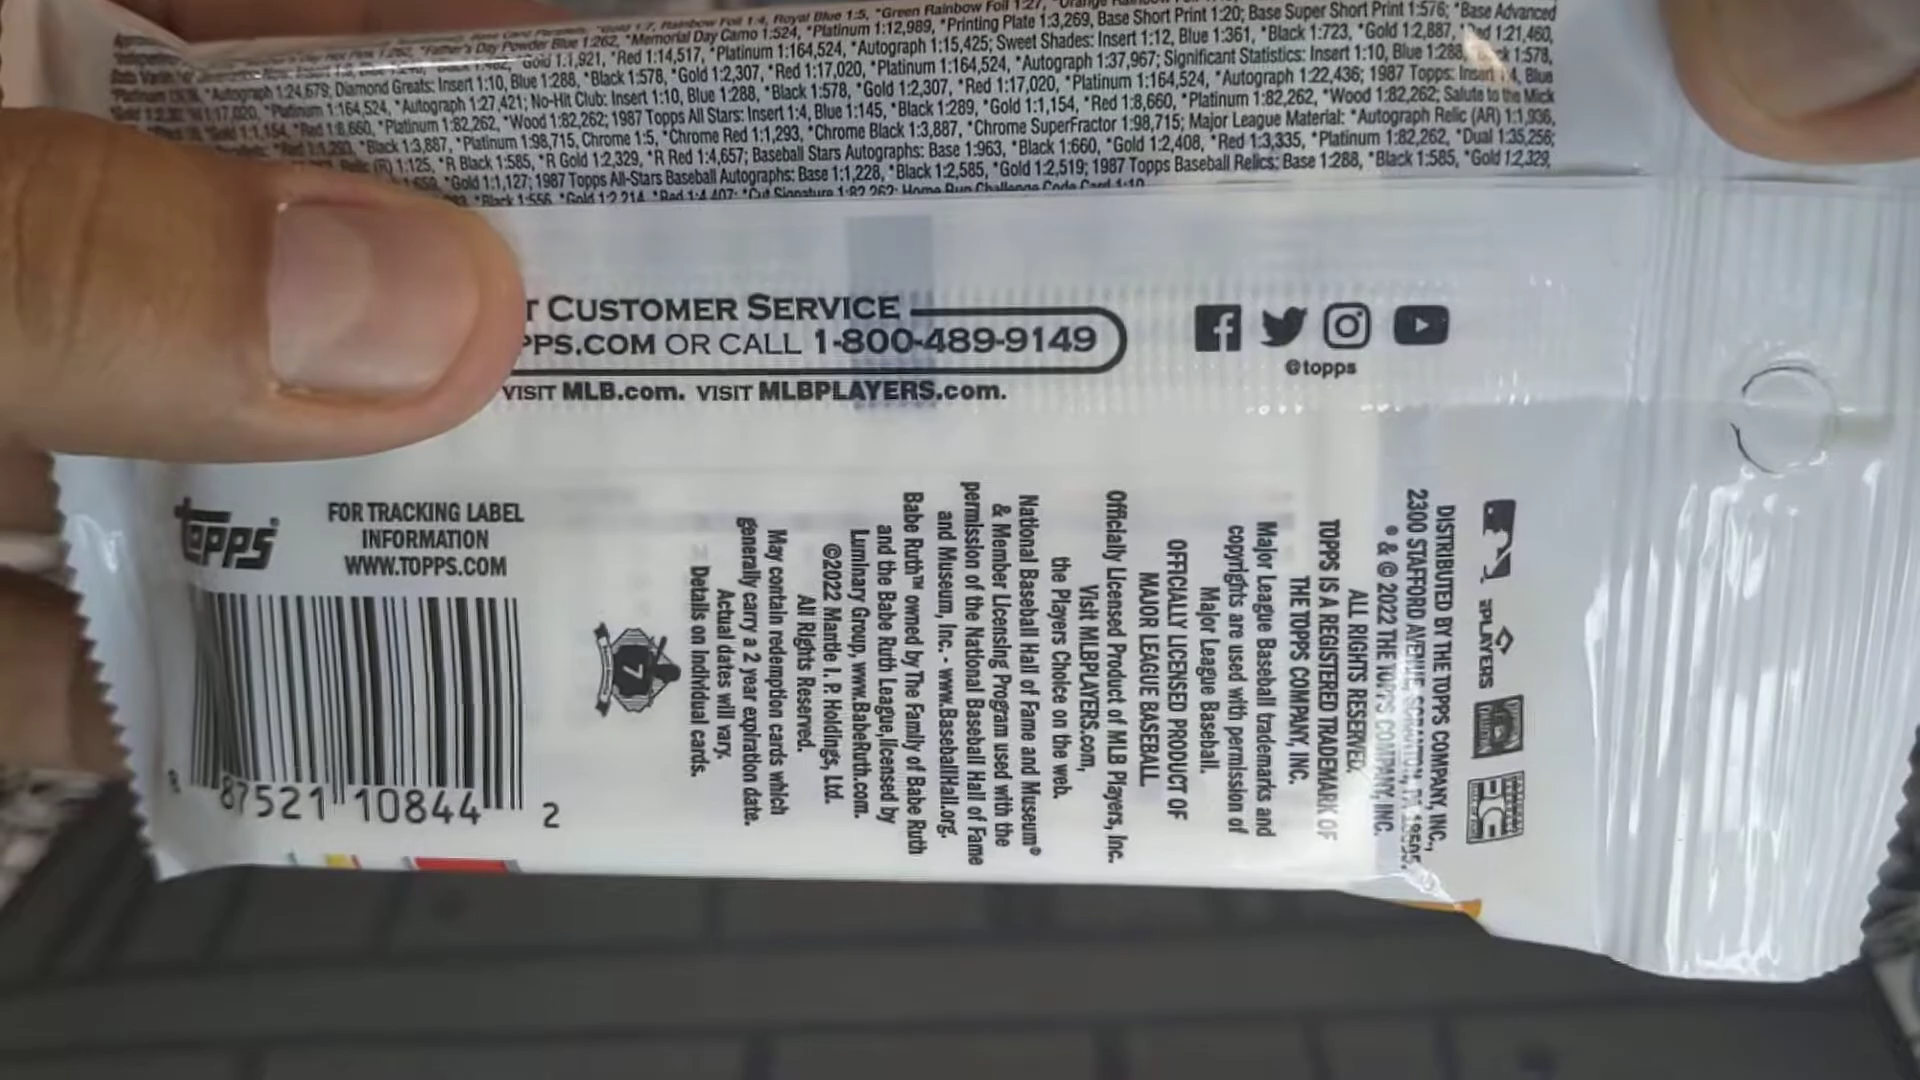 *Gold 1:7, Rainbow Foil 1:4, Royal Blue 1:5, *Green Rainbow Foil 1:27,
*Father's Day Powder Blue 1:262, *Memorial Day Camo 1:524, *Platinum 1:12,989, *Printing Plate 1:3,269, Base Short Print 1:20; Base Super Short Print 1:576; *Base Advanced
*Gold 1:1,921, *Red 1:14,517, *Platinum 1:164,524, *Autograph 1:15,425; Sweet Shades: Insert 1:12, Blue 1:361, *Black 1:723, *Gold 1:2,887, *Red 1:21,460,
*Autograph 1:24,679; Diamond Greats: Insert 1:10, Blue 1:288, *Black 1:578, *Gold 1:2,307, *Red 1:17,020, *Platinum 1:164,524, *Autograph 1:37,967; Significant Statistics: Insert 1:10, Blue 1:288, *Black 1:578,
1:17,020, *Platinum 1:164,524, *Autograph 1:27,421; No-Hit Club: Insert 1:10, Blue 1:288, *Black 1:578, *Gold 1:2,307, *Red 1:17,020, *Platinum 1:164,524, *Autograph 1:22,436; 1987 Topps: Insert 1:4, Blue
1:1,154, *Red 1:8,660, *Platinum 1:82,262, *Wood 1:82,262; 1987 Topps All Stars: Insert 1:4, Blue 1:145, *Black 1:289, *Gold 1:1,154, *Red 1:8,660, *Platinum 1:82,262, *Wood 1:82,262; Salute to the Mick
*Red 1:1,293, *Black 1:3,887, *Platinum 1:98,715, Chrome 1:5, *Chrome Red 1:1,293, *Chrome Black 1:3,887, *Chrome SuperFractor 1:98,715; Major League Material: *Autograph Relic (AR) 1:1,936,
Relic (R) 1:125, *R Black 1:585, *R Gold 1:2,329, *R Red 1:4,657; Baseball Stars Autographs: Base 1:963, *Black 1:660, *Gold 1:2,408, *Red 1:3,335, *Platinum 1:82,262, *Dual 1:35,256;
*Gold 1:1,127; 1987 Topps All-Stars Baseball Autographs: Base 1:1,228, *Black 1:2,585, *Gold 1:2,519; 1987 Topps Baseball Relics: Base 1:288, *Black 1:585, *Gold 1:2,329,
*Black 1:556, *Gold 1:2,214, *Red 1:4,407; *Cut Signature 1:82,262; Home Run Challenge Code Card 1:10
CUSTOMER SERVICE
PPS.COM OR CALL 1-800-489-9149
VISIT MLB.com. VISIT MLBPLAYERS.com.
@topps
topps
FOR TRACKING LABEL
INFORMATION
WWW.TOPPS.COM
87521 10844 2
PLAYERS
DISTRIBUTED BY THE TOPPS COMPANY, INC.,
2300 STAFFORD AVENUE, SCRANTON, PA 18505.
® & © 2022 THE TOPPS COMPANY, INC.
ALL RIGHTS RESERVED.
TOPPS IS A REGISTERED TRADEMARK OF
THE TOPPS COMPANY, INC.
Major League Baseball trademarks and
copyrights are used with permission of
Major League Baseball.
OFFICIALLY LICENSED PRODUCT OF
MAJOR LEAGUE BASEBALL.
Officially Licensed Product of MLB Players, Inc.
Visit MLBPLAYERS.com,
the Players Choice on the web.
National Baseball Hall of Fame and Museum®
& Member Licensing Program used with the
permission of the National Baseball Hall of Fame
and Museum, Inc. - www.BaseballHall.org.
Babe Ruth™ owned by The Family of Babe Ruth
and the Babe Ruth League, licensed by
Luminary Group, www.BabeRuth.com.
©2022 Mantle I. P. Holdings, Ltd.
All Rights Reserved.
May contain redemption cards which
generally carry a 2 year expiration date.
Actual dates will vary.
Details on individual cards.
7